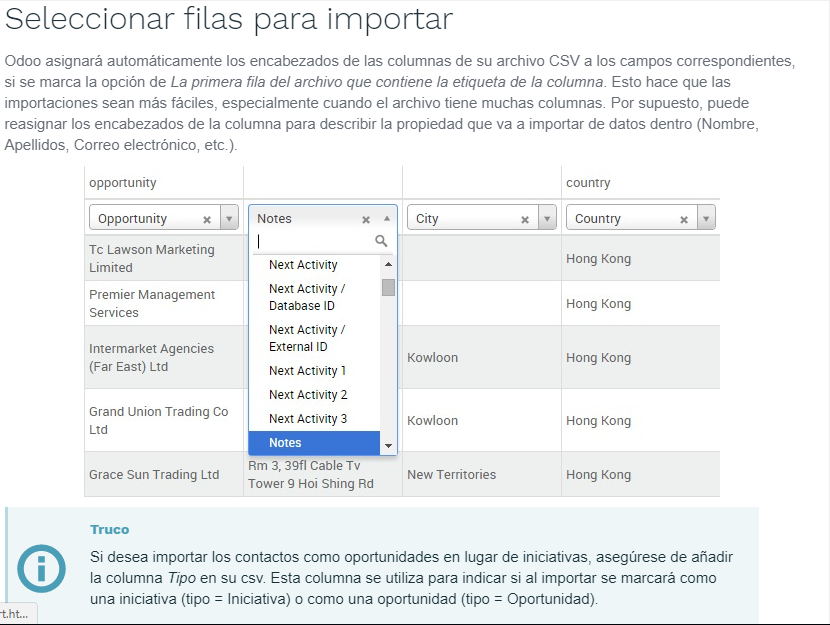 Seleccionar filas para importar
Odoo asignará automáticamente los encabezados de las columnas de su archivo CSV a los campos correspondientes,
si se marca la opción de La primera fila del archivo que contiene la etiqueta de la columna. Esto hace que las
importaciones sean más fáciles, especialmente cuando el archivo tiene muchas columnas. Por supuesto, puede
reasignar los encabezados de la columna para describir la propiedad que va a importar de datos dentro (Nombre,
Apellidos, Correo electrónico, etc.).
opportunity country
Opportunity Notes City Country
Tc Lawson Marketing
Limited
Hong Kong
Next Activity
Next Activity /
Database ID
Premier Management
Services
Hong Kong
Next Activity /
External ID
Intermarket Agencies
(Far East) Ltd
Kowloon Hong Kong
Next Activity 1
Next Activity 2
Next Activity 3
Grand Union Trading Co
Ltd
Kowloon Hong Kong
Notes
Grace Sun Trading Ltd
Rm 3, 39fl Cable Tv
Tower 9 Hoi Shing Rd
New Territories Hong Kong
Truco
Si desea importar los contactos como oportunidades en lugar de iniciativas, asegúrese de añadir
la columna Tipo en su csv. Esta columna se utiliza para indicar si al importar se marcará como
una iniciativa (tipo = Iniciativa) o como una oportunidad (tipo = Oportunidad).
rt.ht...